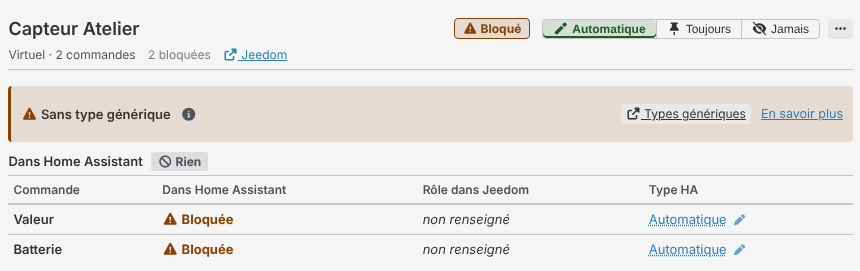 Capteur Atelier
Bloqué Automatique Toujours Jamais ...
Virtuel · 2 commandes 2 bloquées Jeedom
Sans type générique Types génériques En savoir plus
Dans Home Assistant Rien
Commande Dans Home Assistant Rôle dans Jeedom Type HA
Valeur Bloquée non renseigné Automatique
Batterie Bloquée non renseigné Automatique